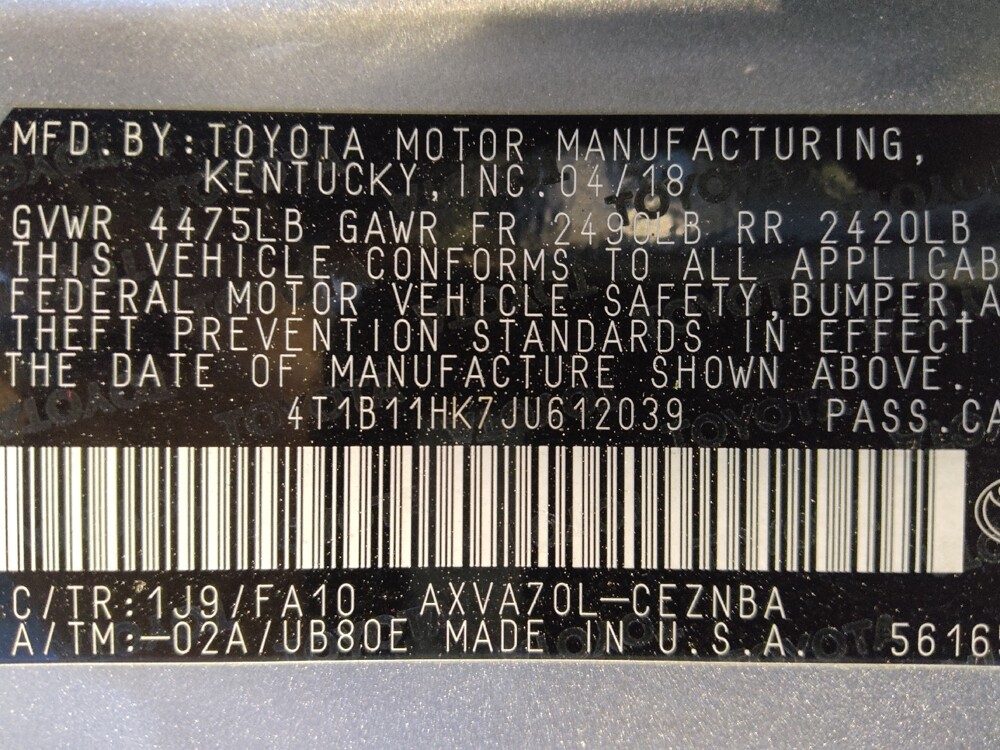 MFD.BY:TOYOTA MOTOR MANUFACTURING,
KENTUCKY,INC.04/18
GVWR 4475LB GAWR FR 2490LB RR 2420LB
THIS VEHICLE CONFORMS TO ALL APPLICAB
FEDERAL MOTOR VEHICLE SAFETY,BUMPER,A
THEFT PREVENTION STANDARDS IN EFFECT
THE DATE OF MANUFACTURE SHOWN ABOVE.
4T1B11HK7JU612039 PASS.CA
C/TR:1J9/FA10 AXVA70L-CEZNBA
A/TM:-02A/UB80E MADE IN U.S.A. 5616